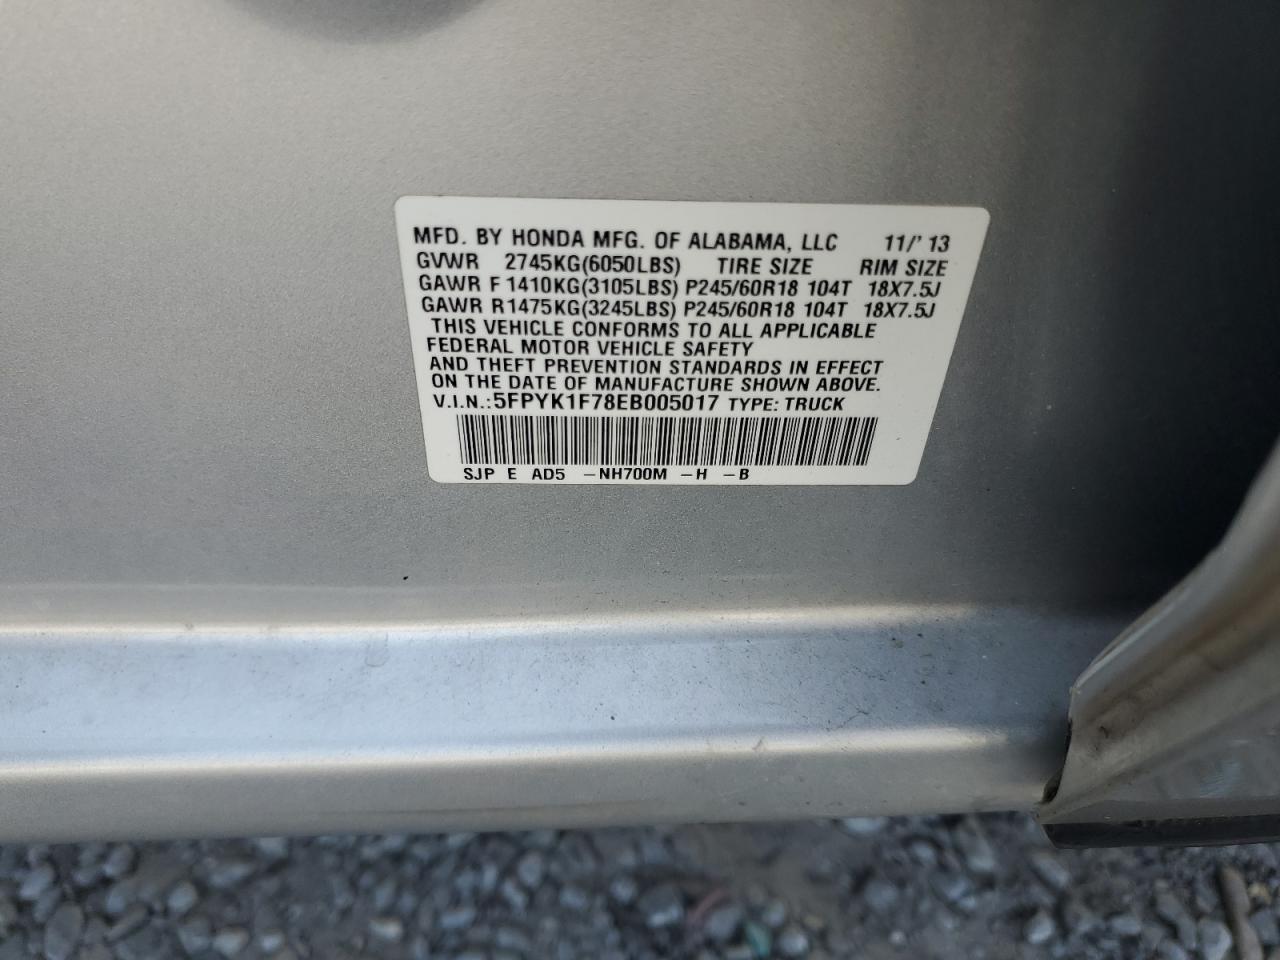 MFD. BY HONDA MFG. OF ALABAMA, LLC 11/'13
GVWR 2745KG(6050LBS) TIRE SIZE RIM SIZE
GAWR F 1410KG(3105LBS) P245/60R18 104T 18X7.5J
GAWR R1475KG(3245LBS) P245/60R18 104T 18X7.5J
THIS VEHICLE CONFORMS TO ALL APPLICABLE
FEDERAL MOTOR VEHICLE SAFETY
AND THEFT PREVENTION STANDARDS IN EFFECT
ON THE DATE OF MANUFACTURE SHOWN ABOVE.
V.I.N.:5FPYK1F78EB005017 TYPE: TRUCK
SJP E AD5 -NH700M -H -B